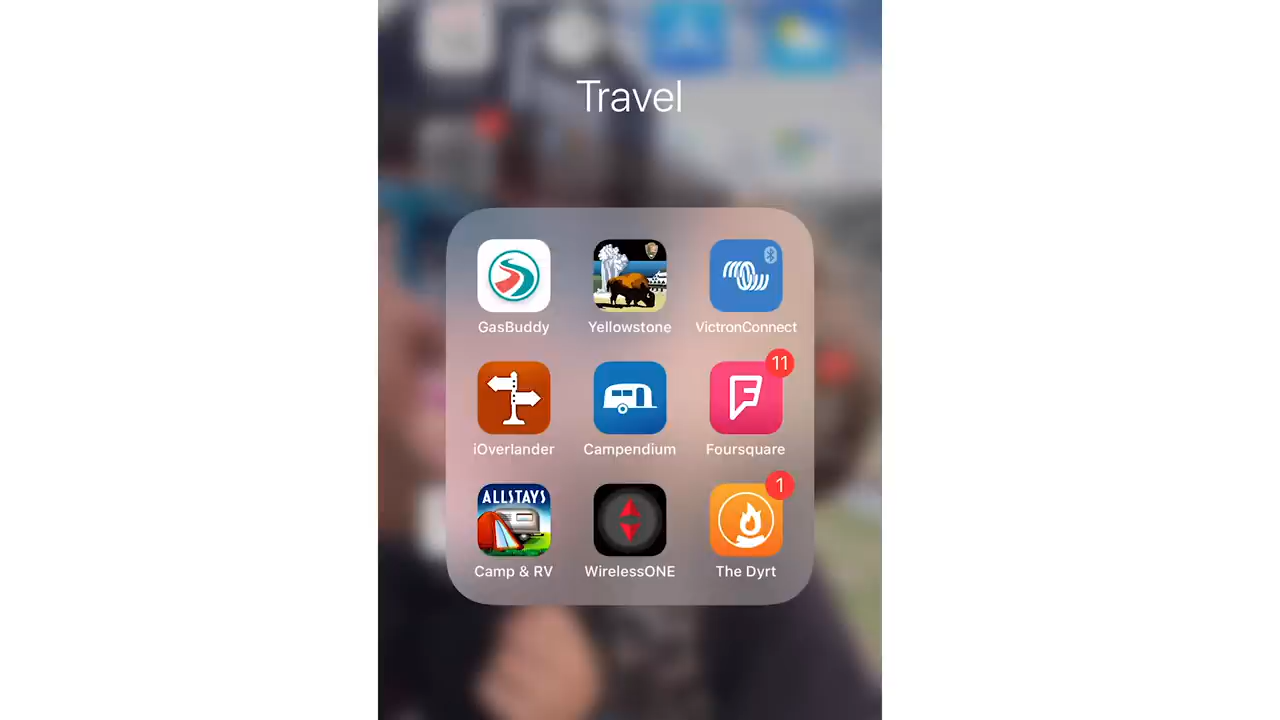 Travel
GasBuddy Yellowstone VictronConnect
11
iOverlander Campendium Foursquare
ALLSTAYS
1
Camp & RV WirelessONE The Dyrt